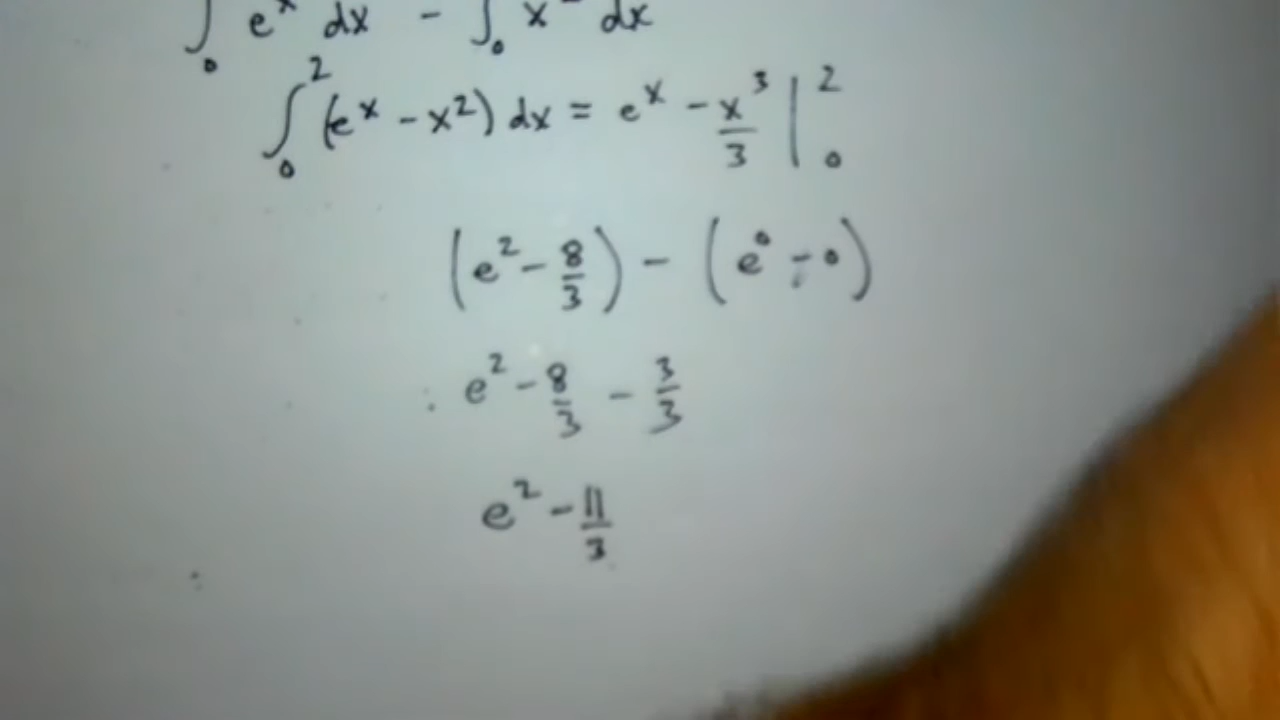 ∫₀ eˣ dx - ∫₀ x dx
∫₀² (eˣ - x²) dx = eˣ - x³/3 |₀²
(e² - 8/3) - (e⁰ - 0)
e² - 8/3 - 3/3
e² - 11/3